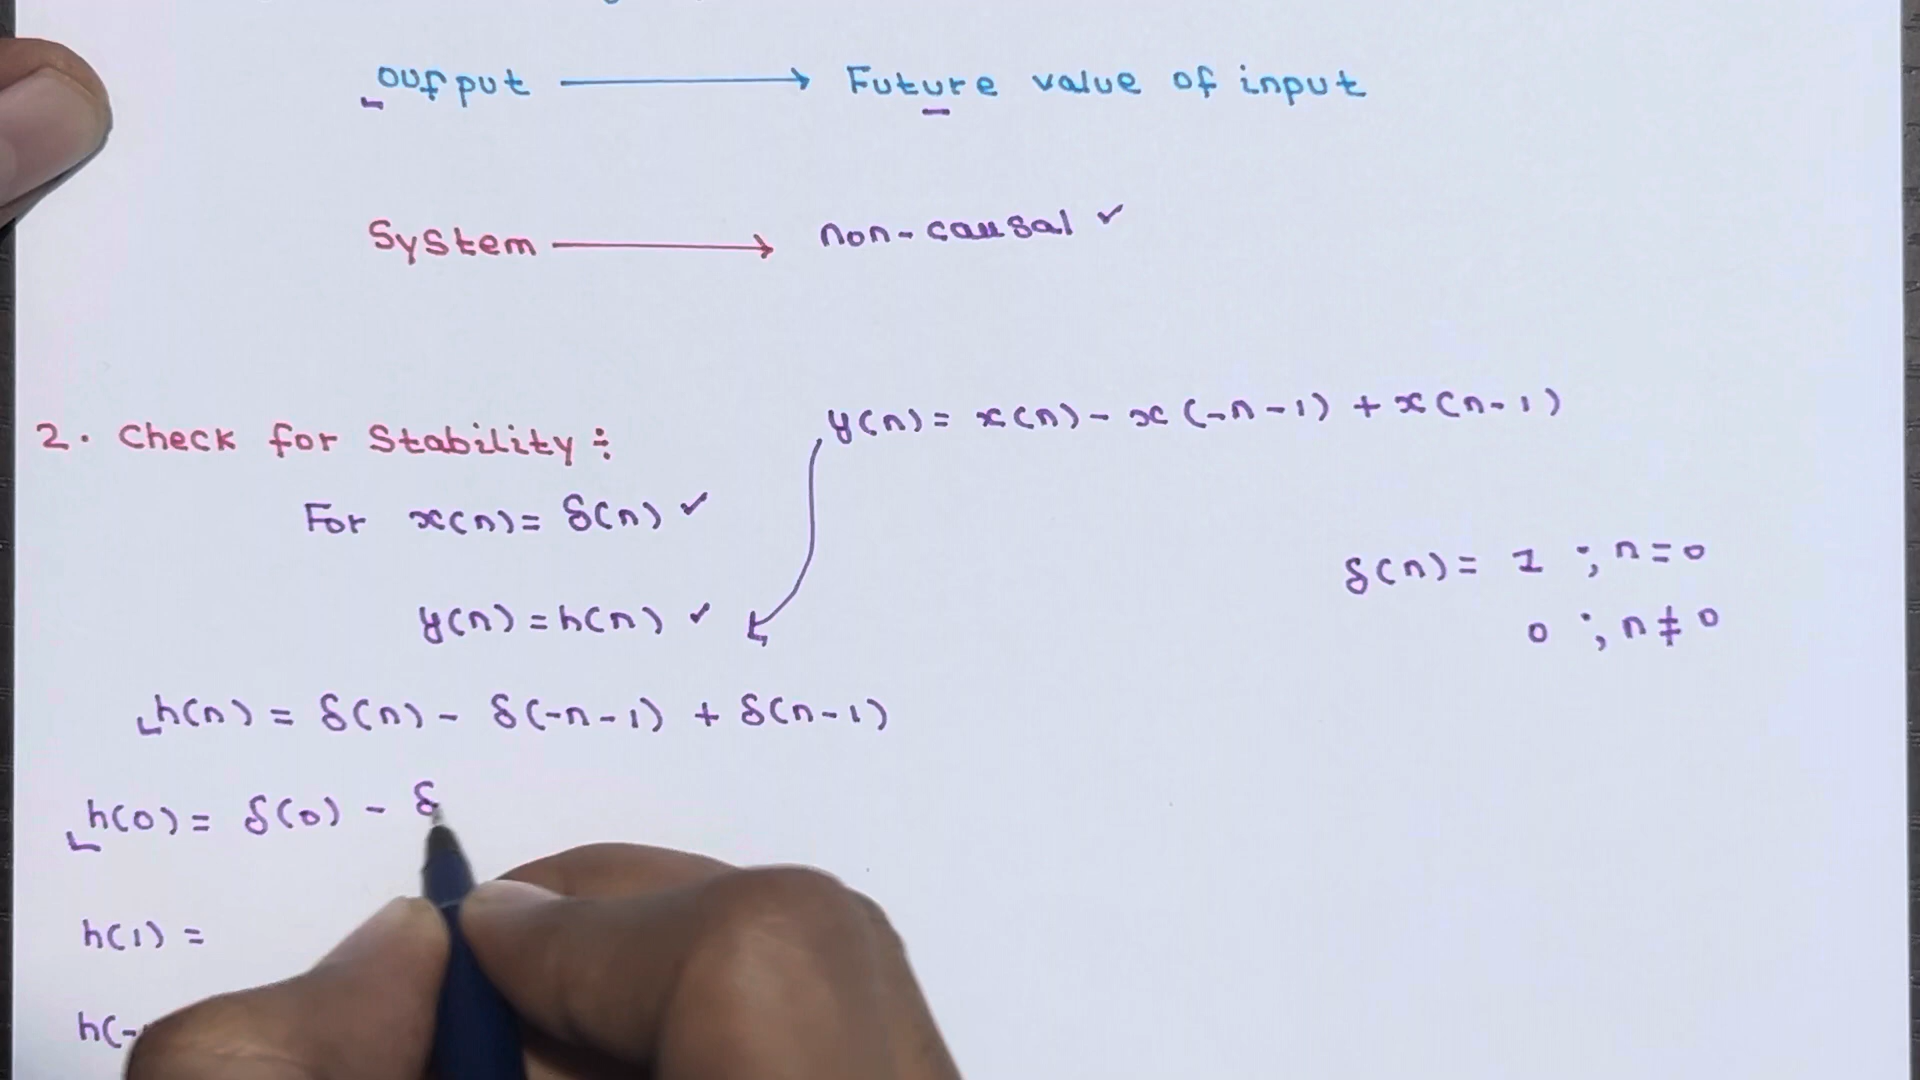 output → Future value of input
System → non-causal ✓
2. Check for Stability :
y(n) = x(n) - x(-n-1) + x(n-1)
For x(n) = δ(n) ✓
δ(n) = 1 ; n=0
0 ; n≠0
y(n) = h(n) ✓
h(n) = δ(n) - δ(-n-1) + δ(n-1)
h(0) = δ(0) - δ
h(1) =
h(-